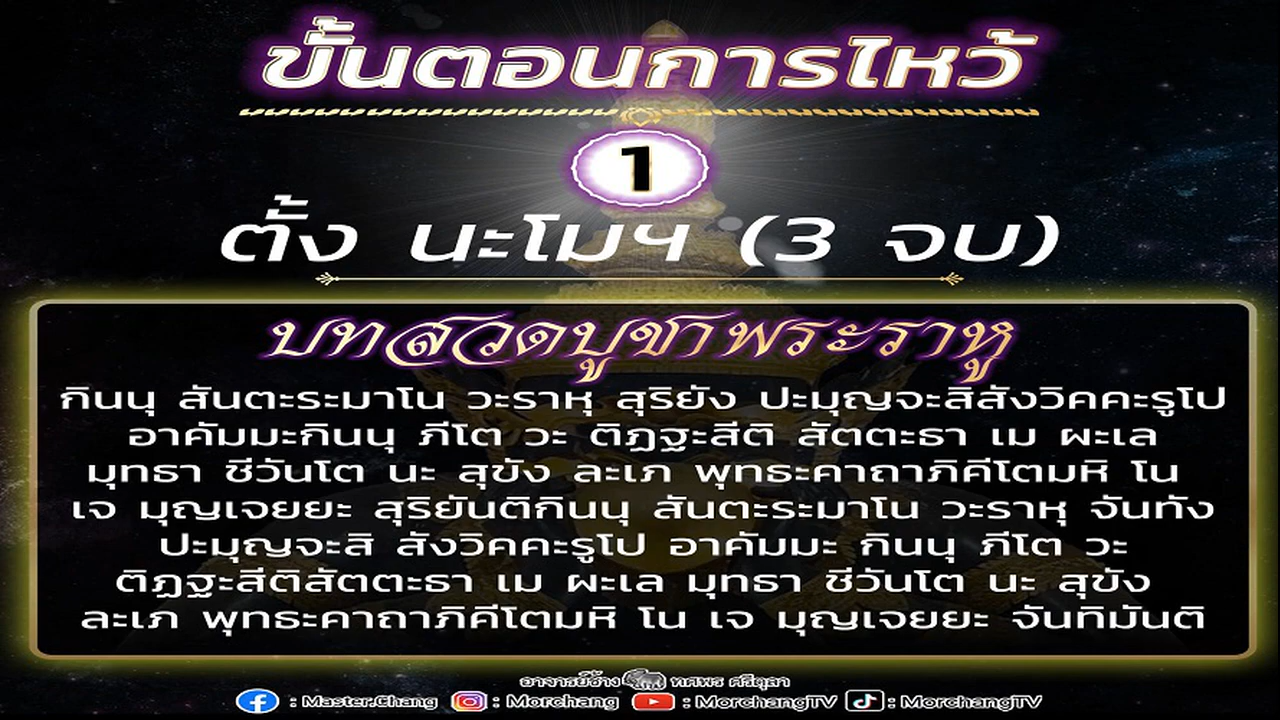 ขั้นตอนการไหว้
1
ตั้ง นะโมฯ (3 จบ)
บทสวดบูชาพระราหู
กินนุ สันตะระมาโน วะราหุ สุริยัง ปะมุญจะสิสังวิคคะรูโป
อาคัมมะกินนุ ภีโต วะ ติฏฐะสีติ สัตตะธา เม ผะเล
มุทธา ชีวันโต นะ สุขัง ละเภ พุทธะคาถาภิคีโตมหิ โน
เจ มุญเจยยะ สุริยันติกินนุ สันตะระมาโน วะราหุ จันทัง
ปะมุญจะสิ สังวิคคะรูโป อาคัมมะ กินนุ ภีโต วะ
ติฏฐะสีติสัตตะธา เม ผะเล มุทธา ชีวันโต นะ สุขัง
ละเภ พุทธะคาถาภิคีโตมหิ โน เจ มุญเจยยะ จันทิมันติ
อาจารย์ช้าง ทศพร ศรีตุลา
: Master.Chang : Morchang : MorchangTV : MorchangTV